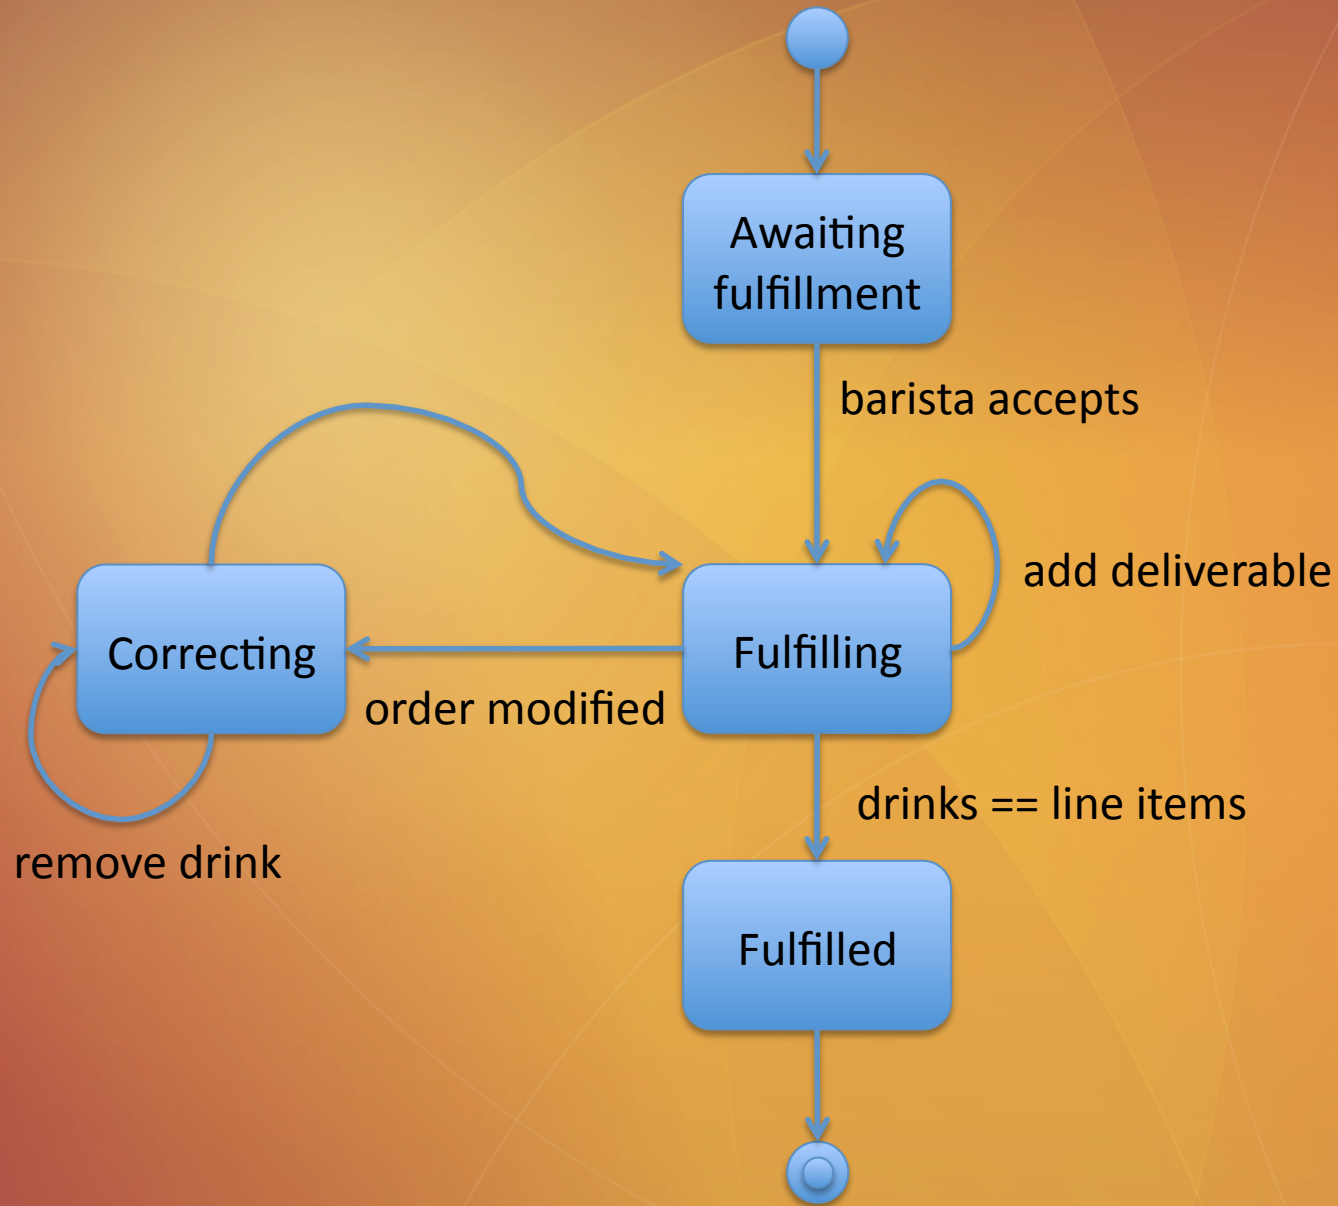 Awaiting
fulfillment
barista accepts
add deliverable
Correcting
Fulfilling
order modified
drinks == line items
remove drink
Fulfilled